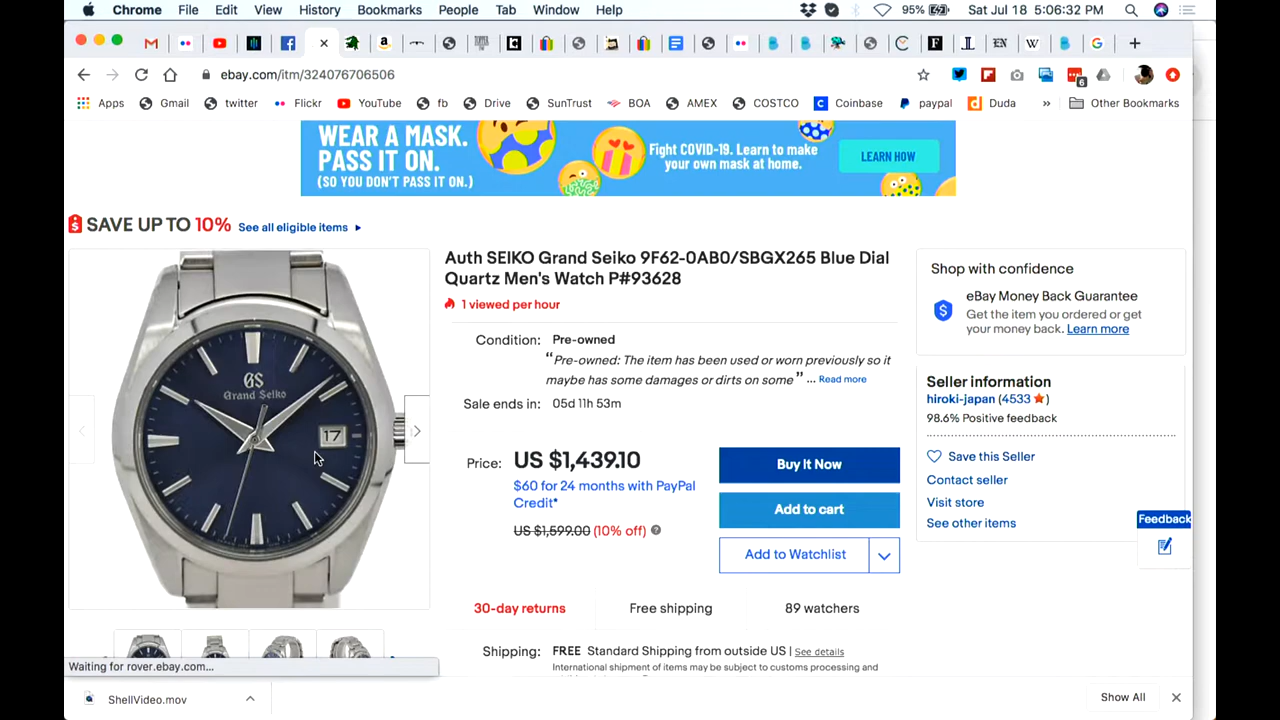 Chrome File Edit View History Bookmarks People Tab Window Help 95% Sat Jul 18 5:06:32 PM
ebay.com/itm/324076706506 6
Apps Gmail twitter Flickr YouTube fb Drive SunTrust BOA AMEX COSTCO Coinbase paypal Duda » Other Bookmarks
WEAR A MASK.
PASS IT ON.
(SO YOU DON'T PASS IT ON.)
Fight COVID-19. Learn to make
your own mask at home.
LEARN HOW
SAVE UP TO 10% See all eligible items
GS
Grand Seiko
17
Auth SEIKO Grand Seiko 9F62-0AB0/SBGX265 Blue Dial
Quartz Men's Watch P#93628
1 viewed per hour
Condition: Pre-owned
“Pre-owned: The item has been used or worn previously so it
maybe has some damages or dirts on some” ... Read more
Sale ends in: 05d 11h 53m
Price: US $1,439.10
$60 for 24 months with PayPal
Credit*
US $1,599.00 (10% off) ?
Buy It Now
Add to cart
Add to Watchlist
30-day returns Free shipping 89 watchers
Shipping: FREE Standard Shipping from outside US | See details
International shipment of items may be subject to customs processing and
Shop with confidence
eBay Money Back Guarantee
Get the item you ordered or get
your money back. Learn more
Seller information
hiroki-japan (4533)
98.6% Positive feedback
Save this Seller
Contact seller
Visit store
See other items
Feedback
Waiting for rover.ebay.com...
ShellVideo.mov Show All